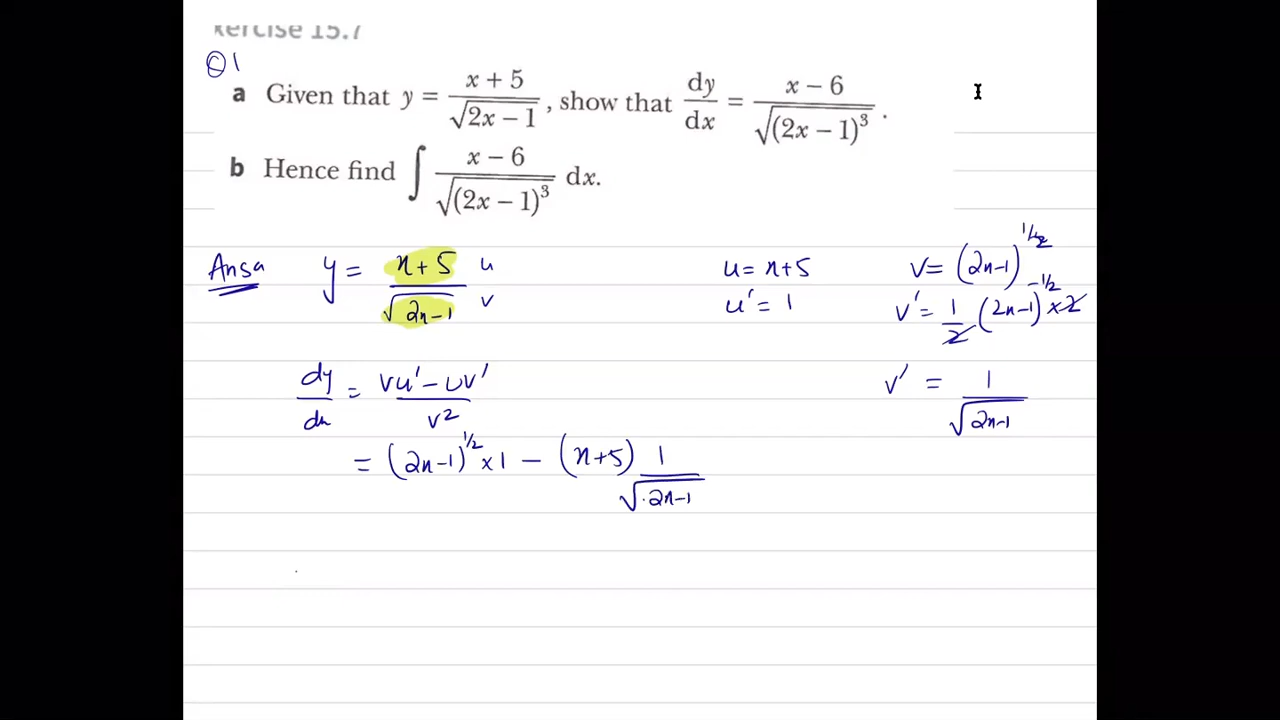 xercise 15.7
Q1
a Given that y = (x + 5)/√(2x − 1), show that dy/dx = (x − 6)/√((2x − 1)³).
b Hence find ∫ (x − 6)/√((2x − 1)³) dx.
Ansa y = (x+5)/√(2x−1) u/v u = x+5 v = (2x−1)^(1/2)
u' = 1 v' = 1/2 (2x−1)^(−1/2) × 2
dy/dx = (vu' − uv')/v² v' = 1/√(2x−1)
= (2x−1)^(1/2) × 1 − (x+5) 1/√(2x−1)